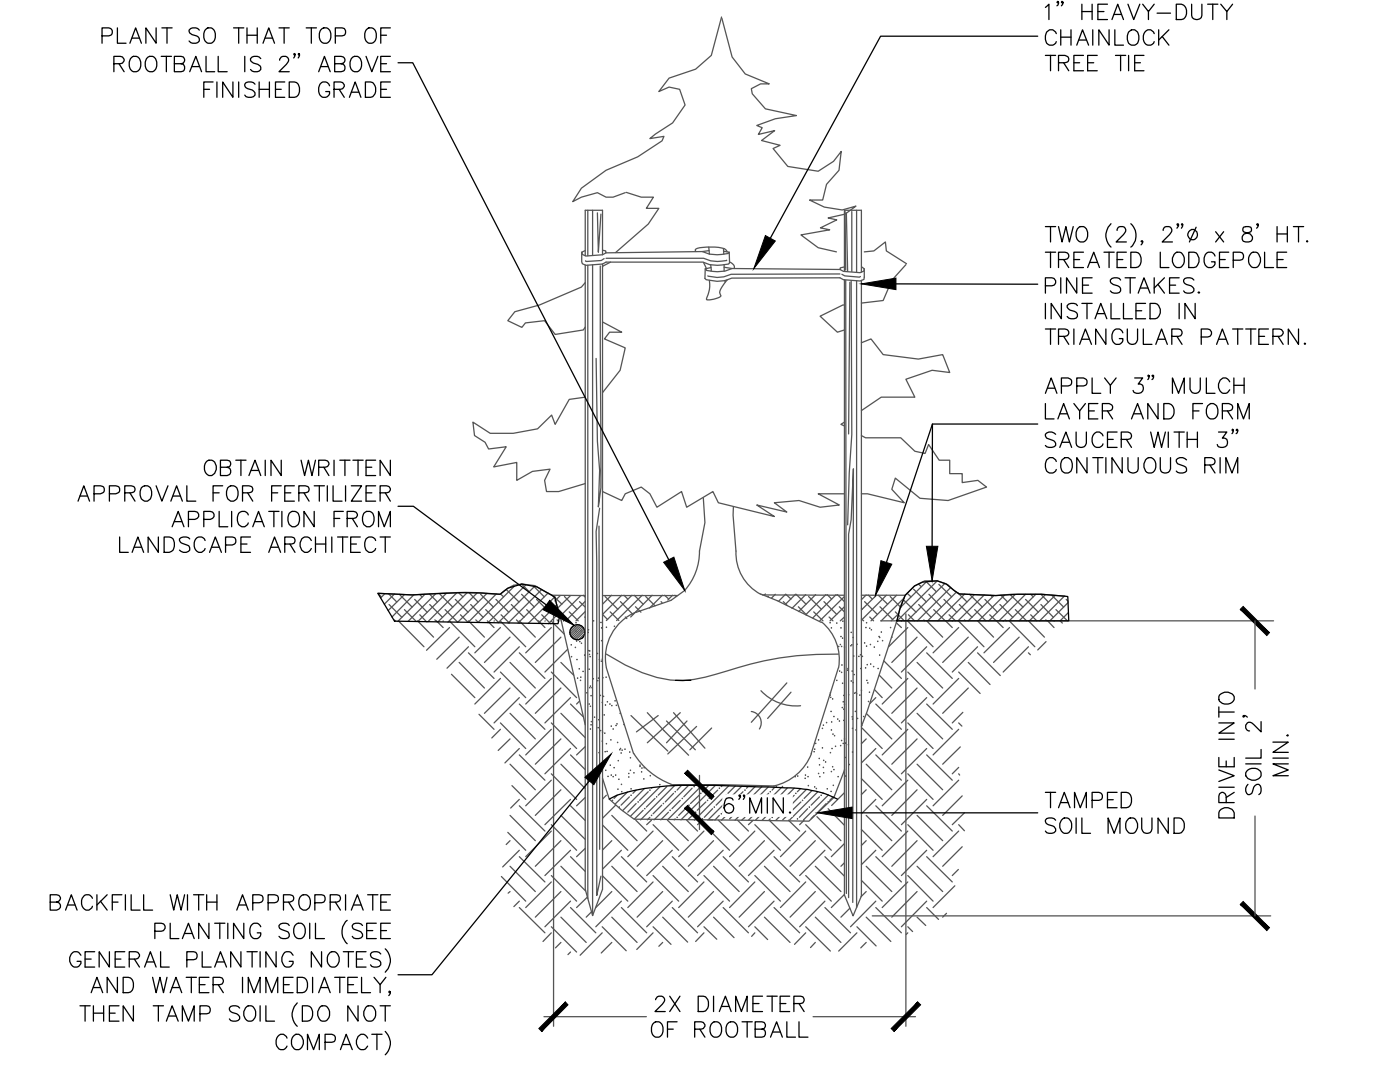 PLANT SO THAT TOP OF
ROOTBALL IS 2” ABOVE
FINISHED GRADE
1” HEAVY–DUTY
CHAINLOCK
TREE TIE
TWO (2), 2”ø x 8’ HT.
TREATED LODGEPOLE
PINE STAKES.
INSTALLED IN
TRIANGULAR PATTERN.
APPLY 3” MULCH
LAYER AND FORM
SAUCER WITH 3”
CONTINUOUS RIM
OBTAIN WRITTEN
APPROVAL FOR FERTILIZER
APPLICATION FROM
LANDSCAPE ARCHITECT
DRIVE INTO
SOIL 2’
MIN.
6”MIN.
TAMPED
SOIL MOUND
BACKFILL WITH APPROPRIATE
PLANTING SOIL (SEE
GENERAL PLANTING NOTES)
AND WATER IMMEDIATELY,
THEN TAMP SOIL (DO NOT
COMPACT)
2X DIAMETER
OF ROOTBALL